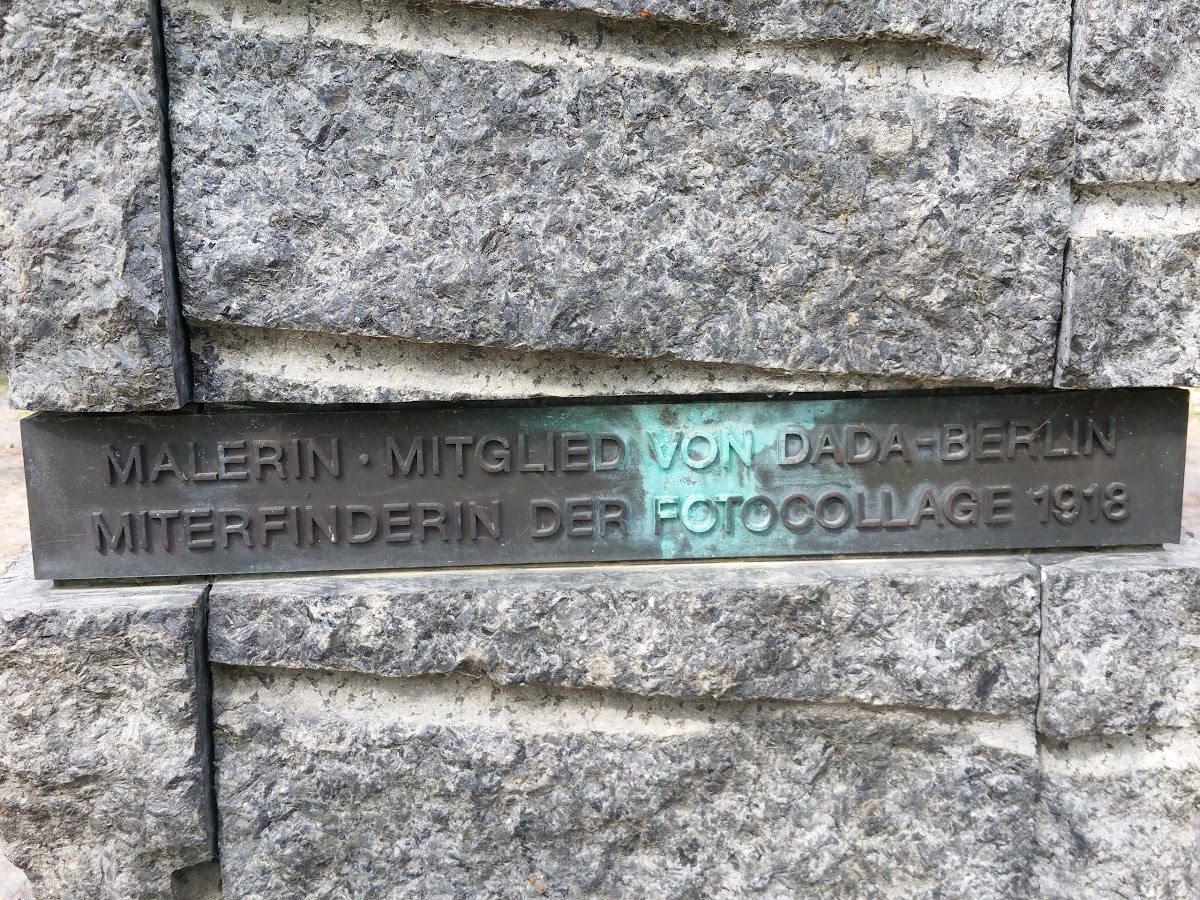 MALERIN · MITGLIED VON DADA-BERLIN
MITERFINDERIN DER FOTOCOLLAGE 1918